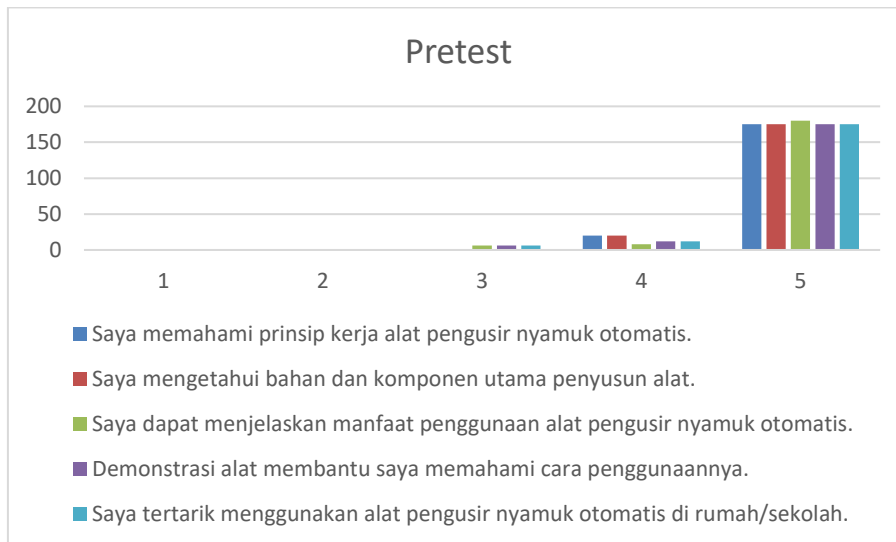 Pretest
200
150
100
50
0
1 2 3 4 5
Saya memahami prinsip kerja alat pengusir nyamuk otomatis.
Saya mengetahui bahan dan komponen utama penyusun alat.
Saya dapat menjelaskan manfaat penggunaan alat pengusir nyamuk otomatis.
Demonstrasi alat membantu saya memahami cara penggunaannya.
Saya tertarik menggunakan alat pengusir nyamuk otomatis di rumah/sekolah.